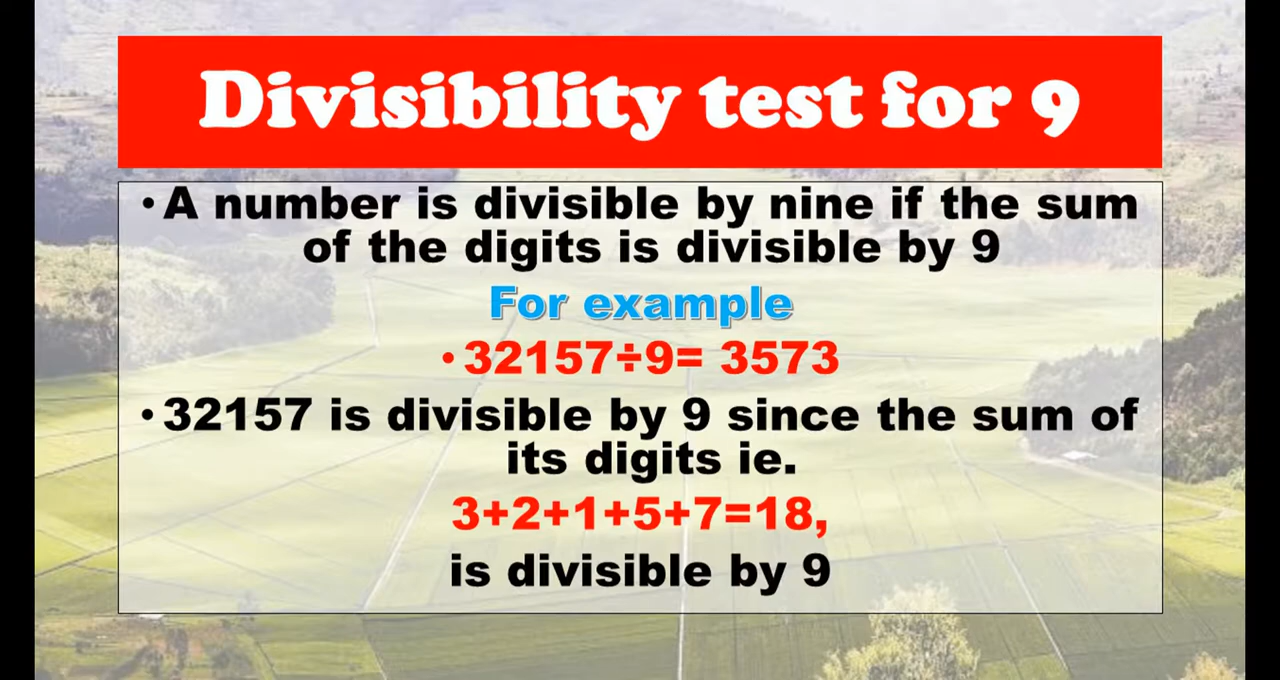 Divisibility test for 9
• A number is divisible by nine if the sum
of the digits is divisible by 9
For example
• 32157÷9= 3573
• 32157 is divisible by 9 since the sum of
its digits ie.
3+2+1+5+7=18,
is divisible by 9